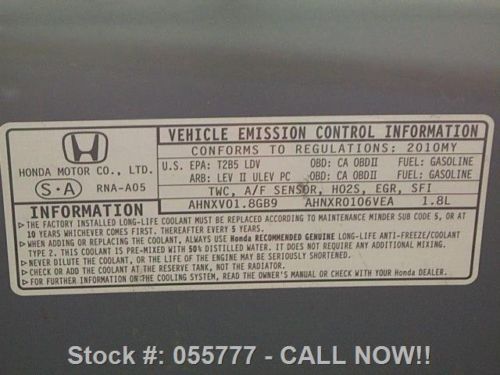 VEHICLE EMISSION CONTROL INFORMATION
CONFORMS TO REGULATIONS: 2010MY
U.S. EPA: T2B5 LDV OBD: CA OBDII FUEL: GASOLINE
ARB: LEV II ULEV PC OBD: CA OBDII FUEL: GASOLINE
TWC, A/F SENSOR, HO2S, EGR, SFI
AHNXV01.8GB9 AHNXR0106VEA 1.8L
HONDA MOTOR CO., LTD.
S·A RNA-A05
INFORMATION
▷THE FACTORY INSTALLED LONG-LIFE COOLANT MUST BE REPLACED ACCORDING TO MAINTENANCE MINDER SUB CODE 5, OR AT
10 YEARS WHICHEVER COMES FIRST. THEREAFTER EVERY 5 YEARS.
▷WHEN ADDING OR REPLACING THE COOLANT, ALWAYS USE Honda RECOMMENDED GENUINE LONG-LIFE ANTI-FREEZE/COOLANT
TYPE 2. THIS COOLANT IS PRE-MIXED WITH 50% DISTILLED WATER. IT DOES NOT REQUIRE ANY ADDITIONAL MIXING.
▷NEVER DILUTE THE COOLANT, OR THE LIFE OF THE ENGINE MAY BE SERIOUSLY SHORTENED.
▷CHECK OR ADD THE COOLANT AT THE RESERVE TANK, NOT THE RADIATOR.
▷FOR FURTHER INFORMATION ON THE COOLING SYSTEM, READ THE OWNER'S MANUAL OR CHECK WITH YOUR Honda DEALER.
Stock #: 055777 - CALL NOW!!